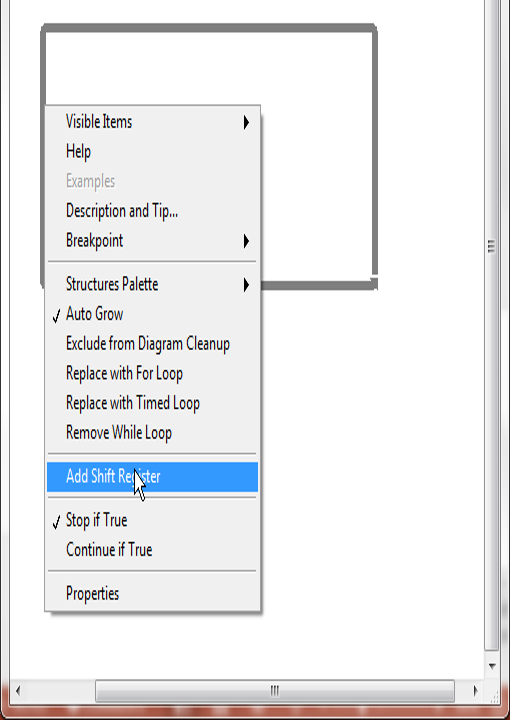 Visible Items
Help
Examples
Description and Tip...
Breakpoint
Structures Palette
Auto Grow
Exclude from Diagram Cleanup
Replace with For Loop
Replace with Timed Loop
Remove While Loop
Add Shift Register
Stop if True
Continue if True
Properties